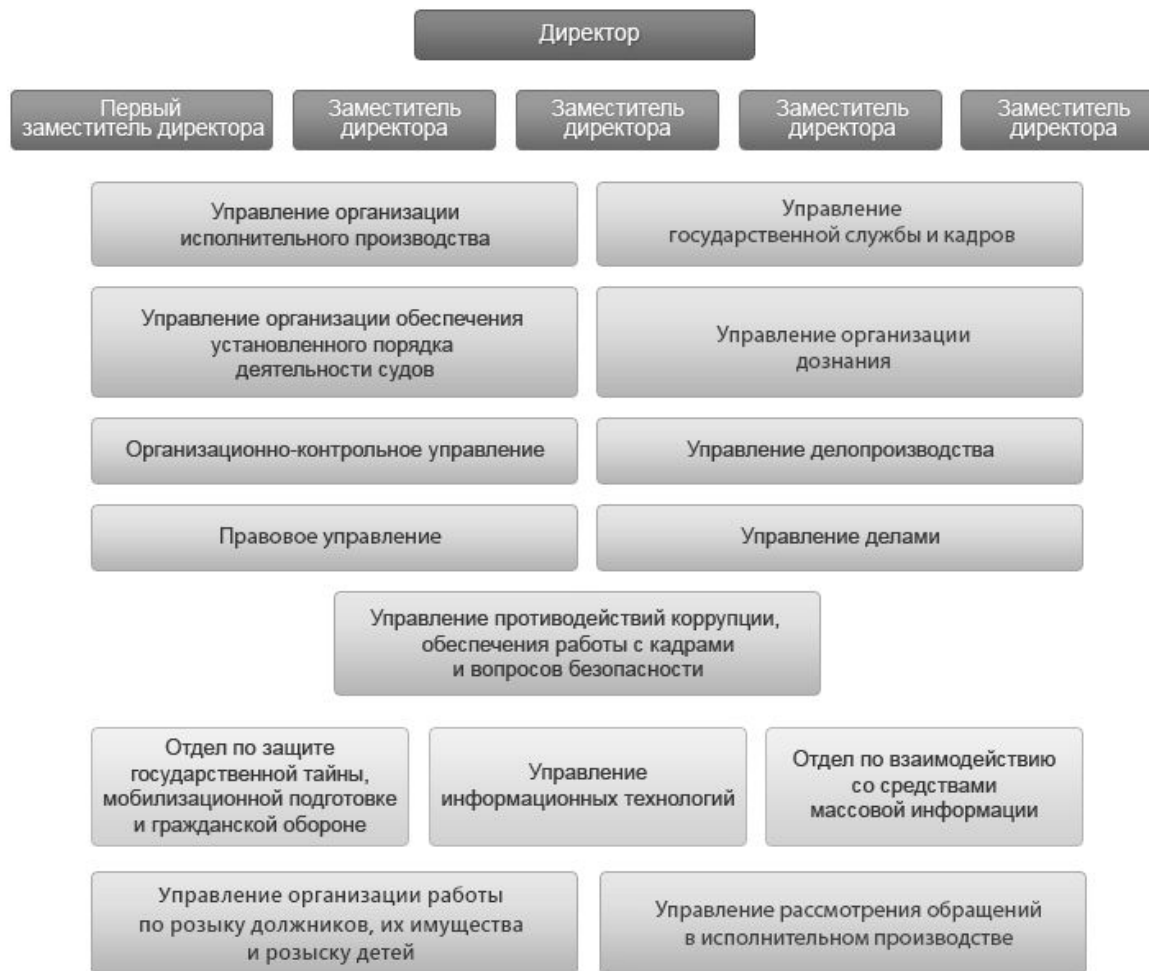 Директор
Первый
заместитель директора
Заместитель
директора
Заместитель
директора
Заместитель
директора
Заместитель
директора
Управление организации
исполнительного производства
Управление
государственной службы и кадров
Управление организации обеспечения
установленного порядка
деятельности судов
Управление организации
дознания
Организационно-контрольное управление
Управление делопроизводства
Правовое управление
Управление делами
Управление противодействий коррупции,
обеспечения работы с кадрами
и вопросов безопасности
Отдел по защите
государственной тайны,
мобилизационной подготовке
и гражданской обороне
Управление
информационных технологий
Отдел по взаимодействию
со средствами
массовой информации
Управление организации работы
по розыку должников, их имущества
и розыску детей
Управление рассмотрения обращений
в исполнительном производстве